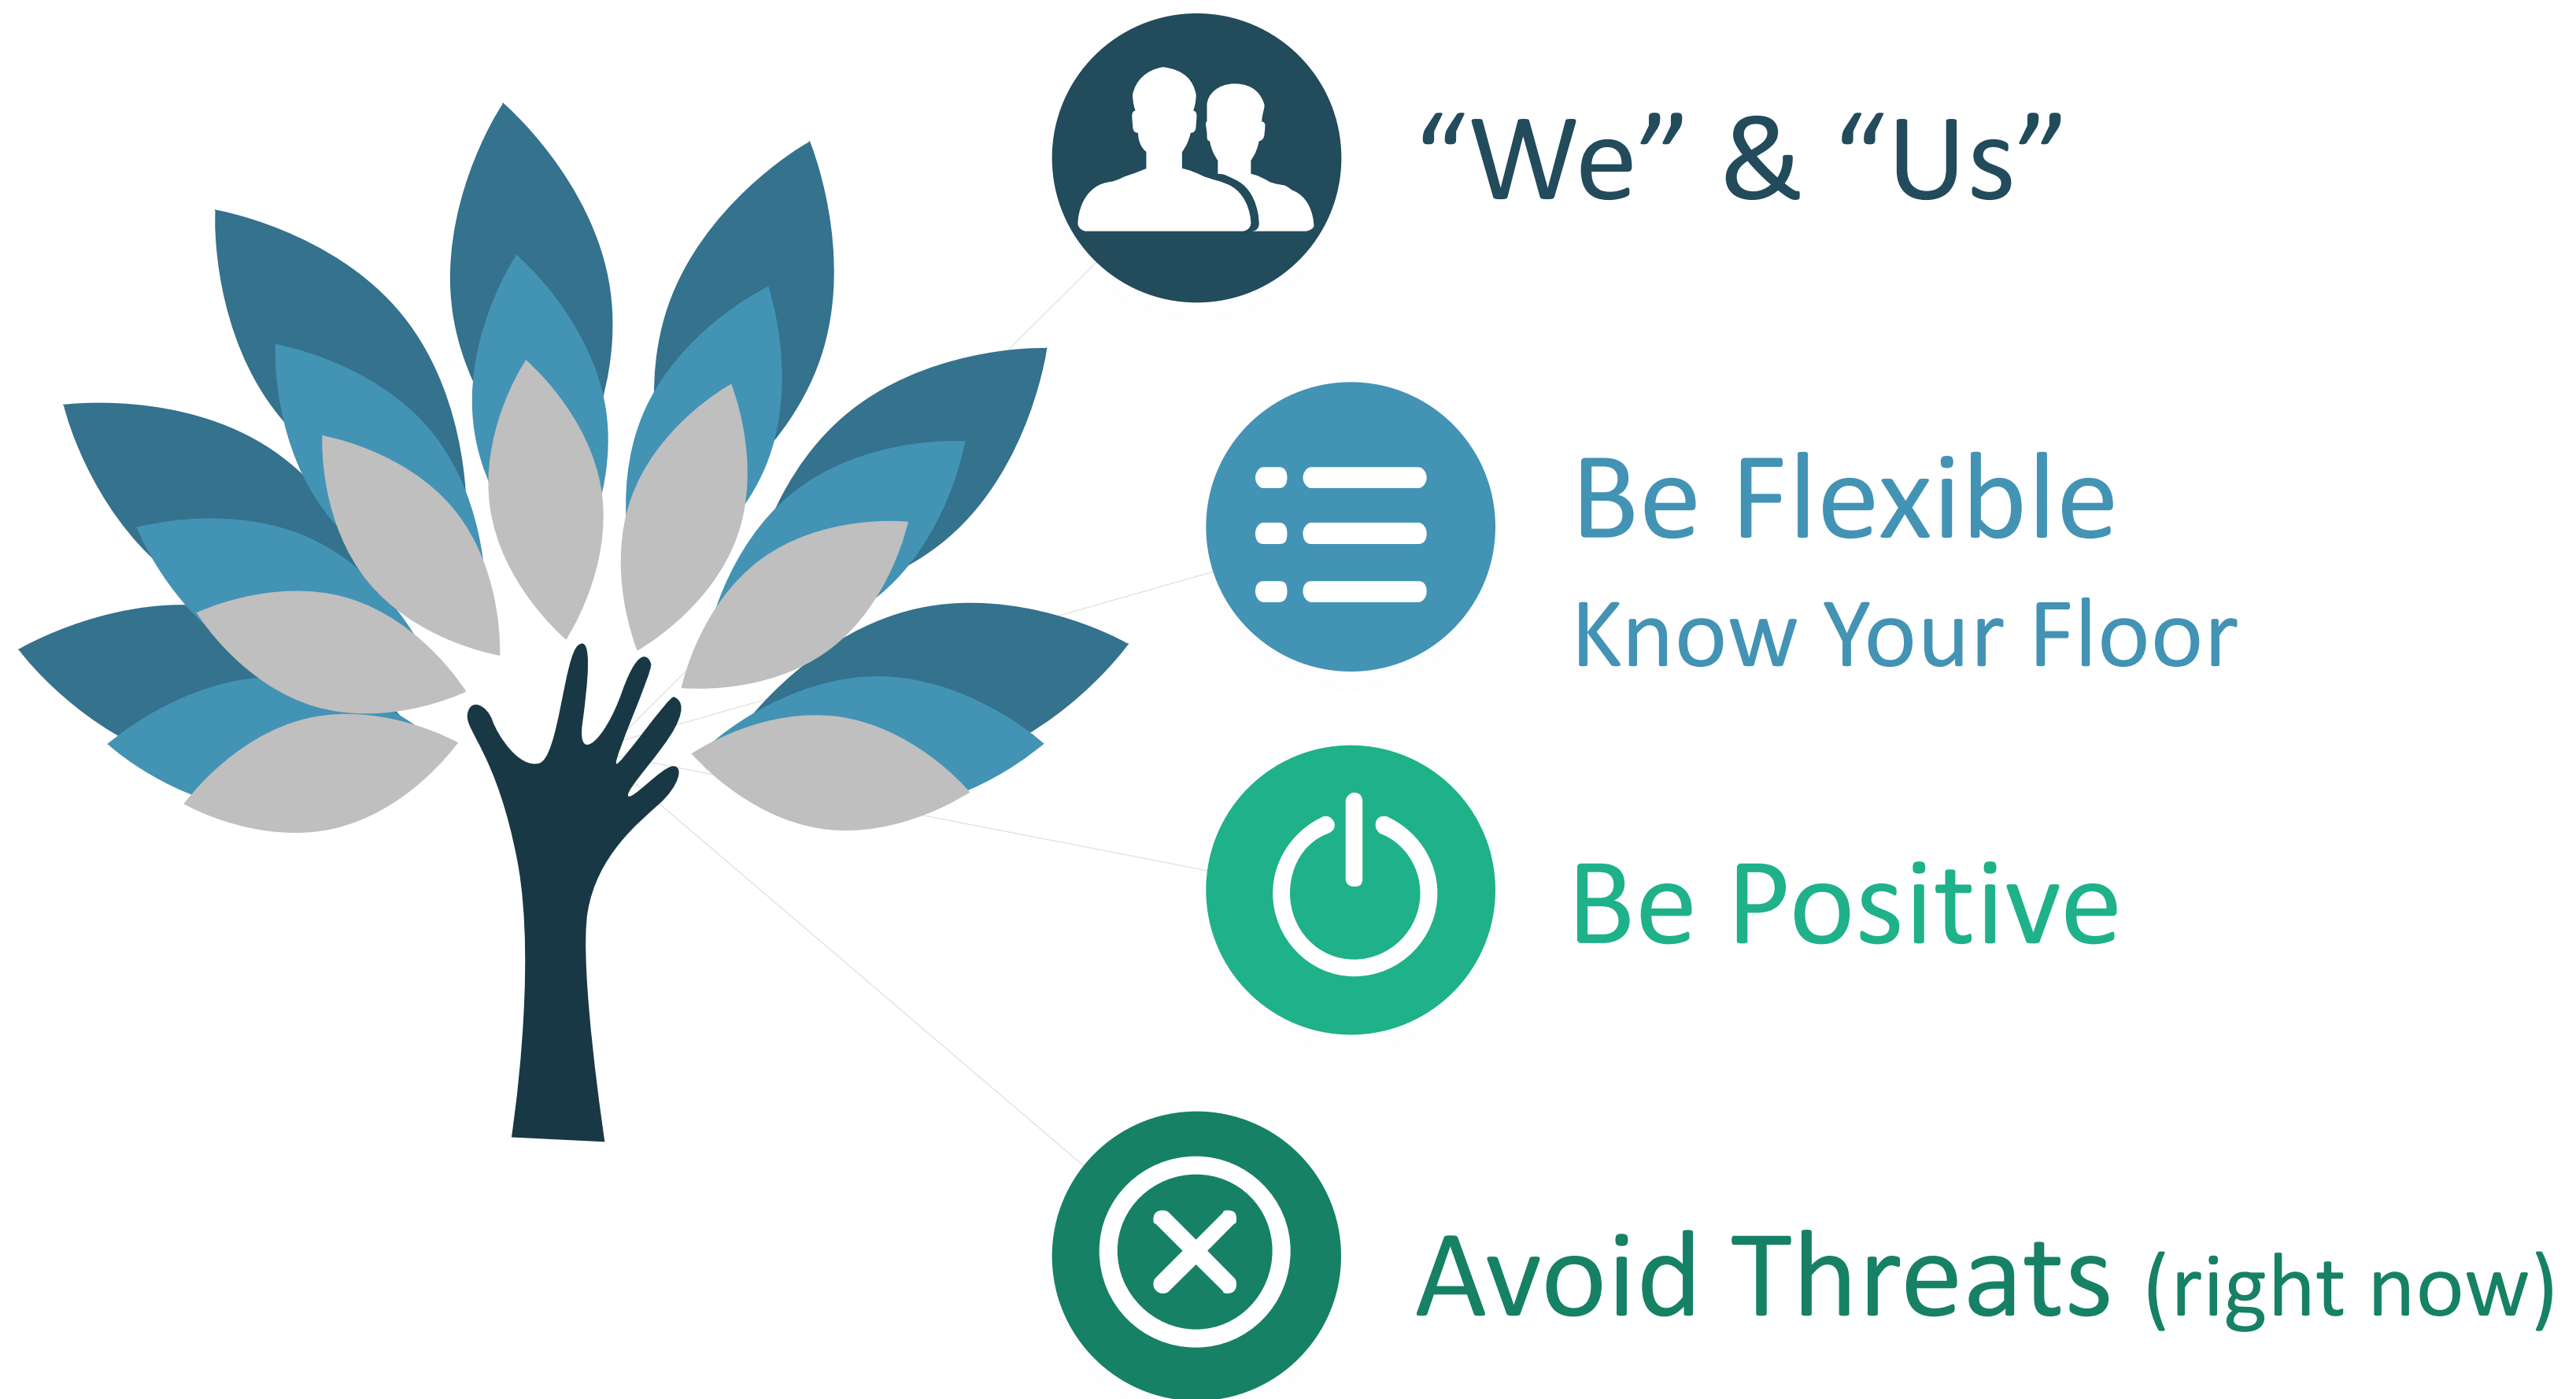 “We” & “Us”
Be Flexible
Know Your Floor
Be Positive
Avoid Threats (right now)